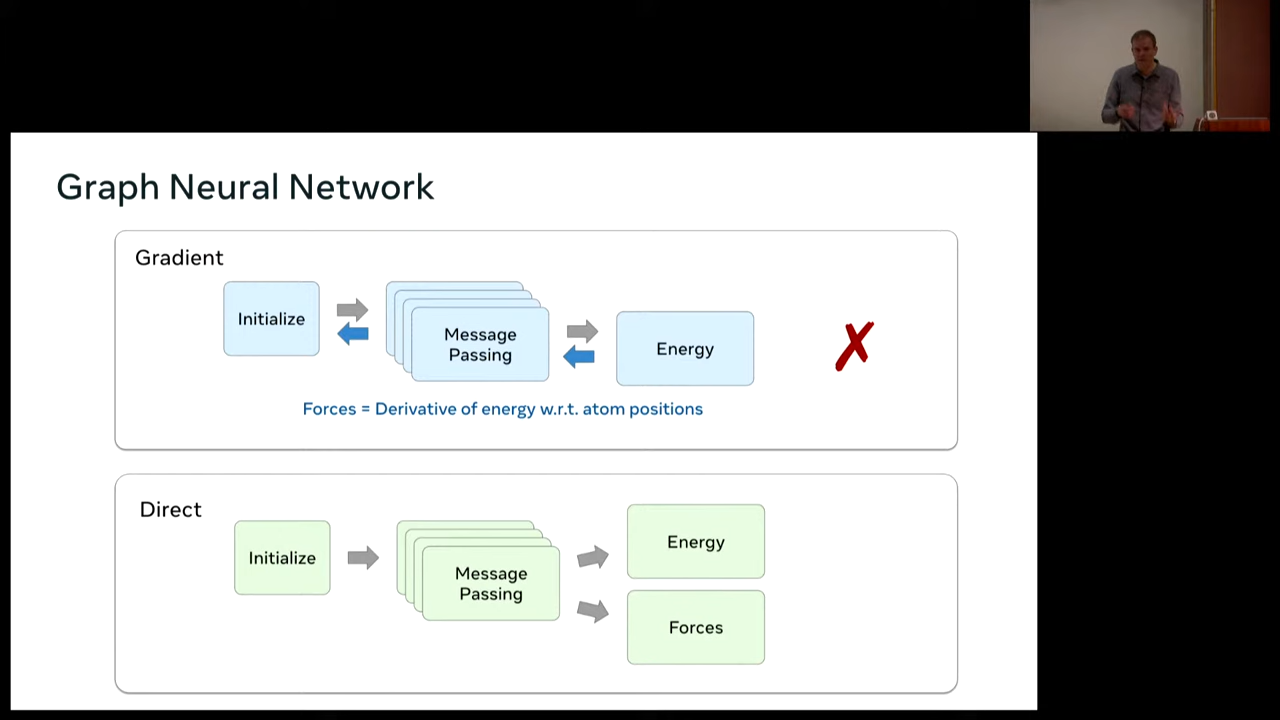 Graph Neural Network
Gradient
Initialize
Message
Passing
Energy
Forces = Derivative of energy w.r.t. atom positions
Direct
Initialize
Message
Passing
Energy
Forces